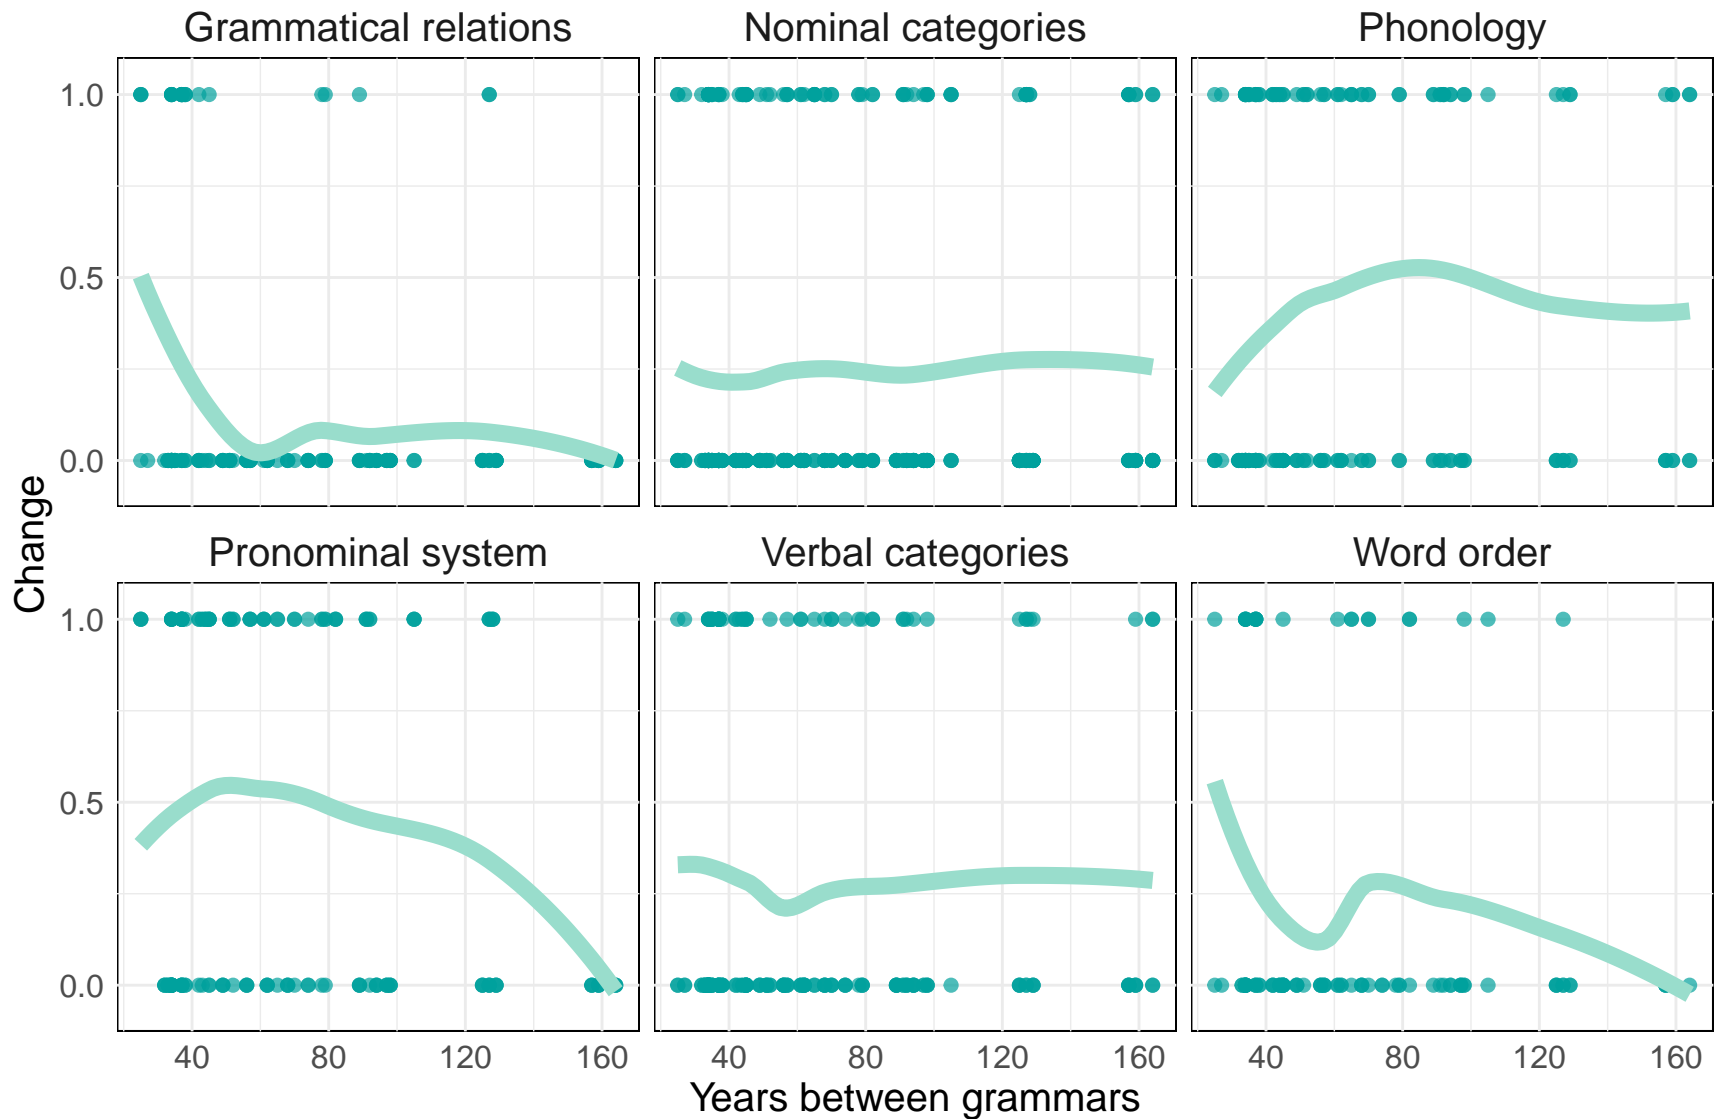 Grammatical relations
Nominal categories
Phonology
1.0
0.5
0.0
Change
Pronominal system
Verbal categories
Word order
1.0
0.5
0.0
40 80 120 160
40 80 120 160
40 80 120 160
Years between grammars